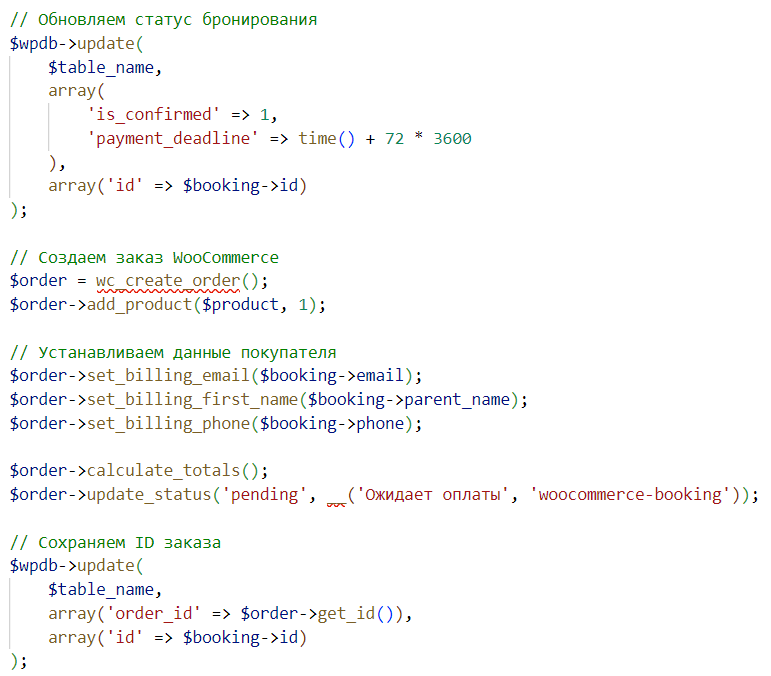 // Обновляем статус бронирования
$wpdb->update(
    $table_name,
    array(
        'is_confirmed' => 1,
        'payment_deadline' => time() + 72 * 3600
    ),
    array('id' => $booking->id)
);

// Создаем заказ WooCommerce
$order = wc_create_order();
$order->add_product($product, 1);

// Устанавливаем данные покупателя
$order->set_billing_email($booking->email);
$order->set_billing_first_name($booking->parent_name);
$order->set_billing_phone($booking->phone);

$order->calculate_totals();
$order->update_status('pending', __('Ожидает оплаты', 'woocommerce-booking'));

// Сохраняем ID заказа
$wpdb->update(
    $table_name,
    array('order_id' => $order->get_id()),
    array('id' => $booking->id)
);